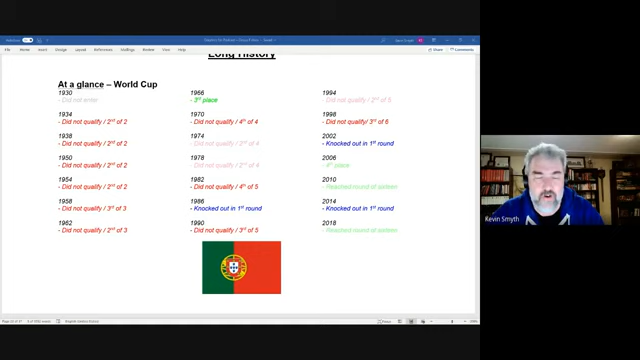 Long History
At a glance – World Cup
1930
- Did not enter
1934
- Did not qualify / 2nd of 2
1938
- Did not qualify / 2nd of 2
1950
- Did not qualify / 2nd of 2
1954
- Did not qualify / 2nd of 2
1958
- Did not qualify / 3rd of 3
1962
- Did not qualify / 2nd of 3
1966
- 3rd place
1970
- Did not qualify / 4th of 4
1974
- Did not qualify / 2nd of 4
1978
- Did not qualify / 2nd of 4
1982
- Did not qualify / 4th of 5
1986
- Knocked out in 1st round
1990
- Did not qualify / 3rd of 5
1994
- Did not qualify / 2nd of 5
1998
- Did not qualify/ 3rd of 6
2002
- Knocked out in 1st round
2006
- 4th place
2010
- Reached round of sixteen
2014
- Knocked out in 1st round
2018
- Reached round of sixteen
Kevin Smyth